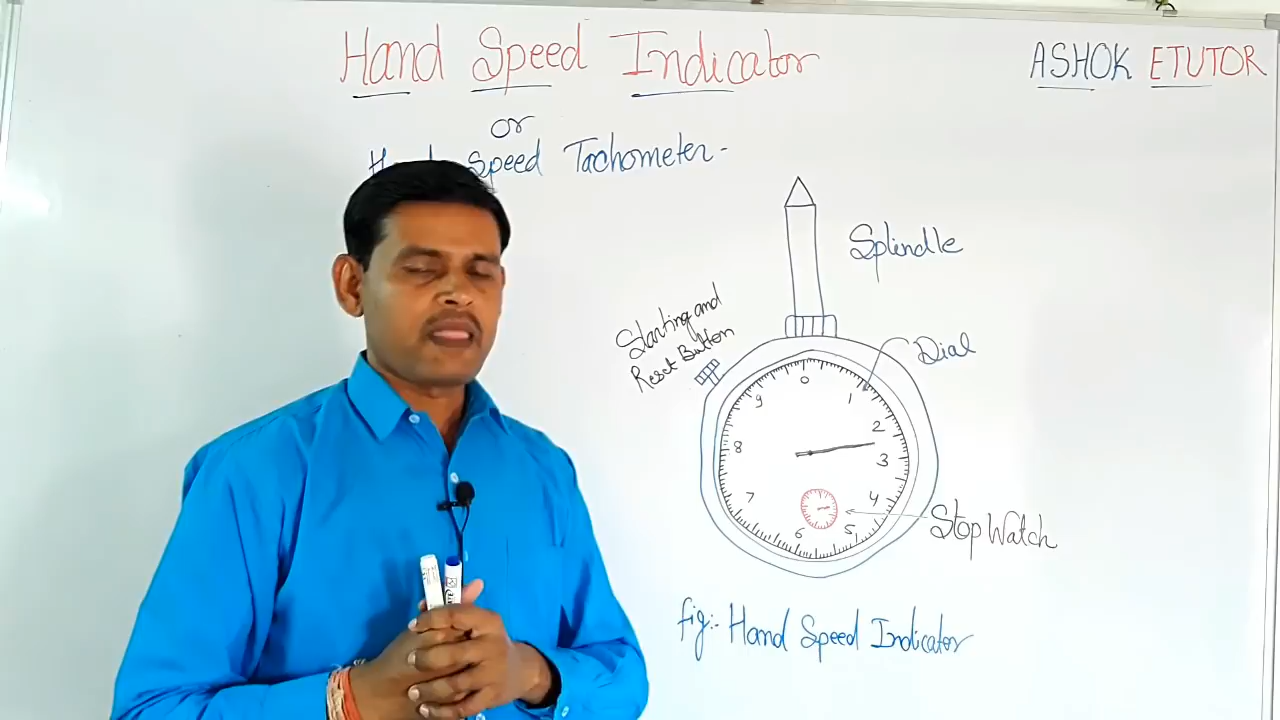 Hand Speed Indicator
ASHOK ETUTOR
or
Speed Tachometer-
Splindle
Starting and
Reset Button
Dial
0
1
2
3
4
5
6
7
8
9
Stop Watch
fig:- Hand Speed Indicator